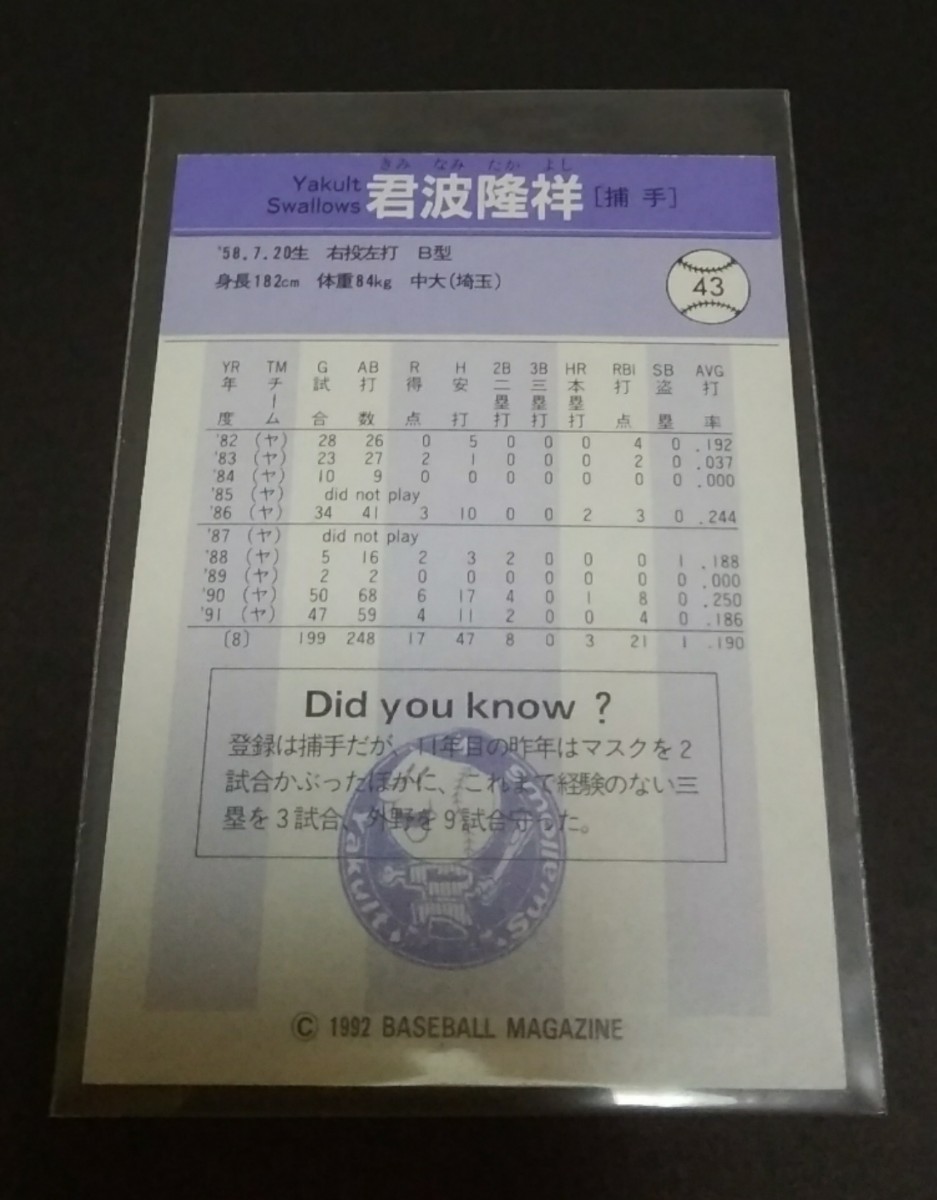 きみ なみ たか よし
Yakult
Swallows 君波隆祥 [捕手]
'58.7.20生 右投左打 B型
身長182cm 体重84kg 中大(埼玉)
43
YR TM G AB R H 2B 3B HR RBI SB AVG
年度 チーム 試合 打数 得点 安打 二塁打 三塁打 本塁打 打点 盗塁 打率
'82 (ヤ) 28 26 0 5 0 0 0 4 0 .192
'83 (ヤ) 23 27 2 1 0 0 0 2 0 .037
'84 (ヤ) 10 9 0 0 0 0 0 0 0 .000
'85 (ヤ) did not play
'86 (ヤ) 34 41 3 10 0 0 2 3 0 .244
'87 (ヤ) did not play
'88 (ヤ) 5 16 2 3 2 0 0 0 1 .188
'89 (ヤ) 2 2 0 0 0 0 0 0 0 .000
'90 (ヤ) 50 68 6 17 4 0 1 8 0 .250
'91 (ヤ) 47 59 4 11 2 0 0 4 0 .186
(8) 199 248 17 47 8 0 3 21 1 .190
Did you know ?
登録は捕手だが、11年目の昨年はマスクを2
試合かぶったほかに、これまで経験のない三
塁を3試合、外野を9試合守った。
Yakult Swallows
© 1992 BASEBALL MAGAZINE